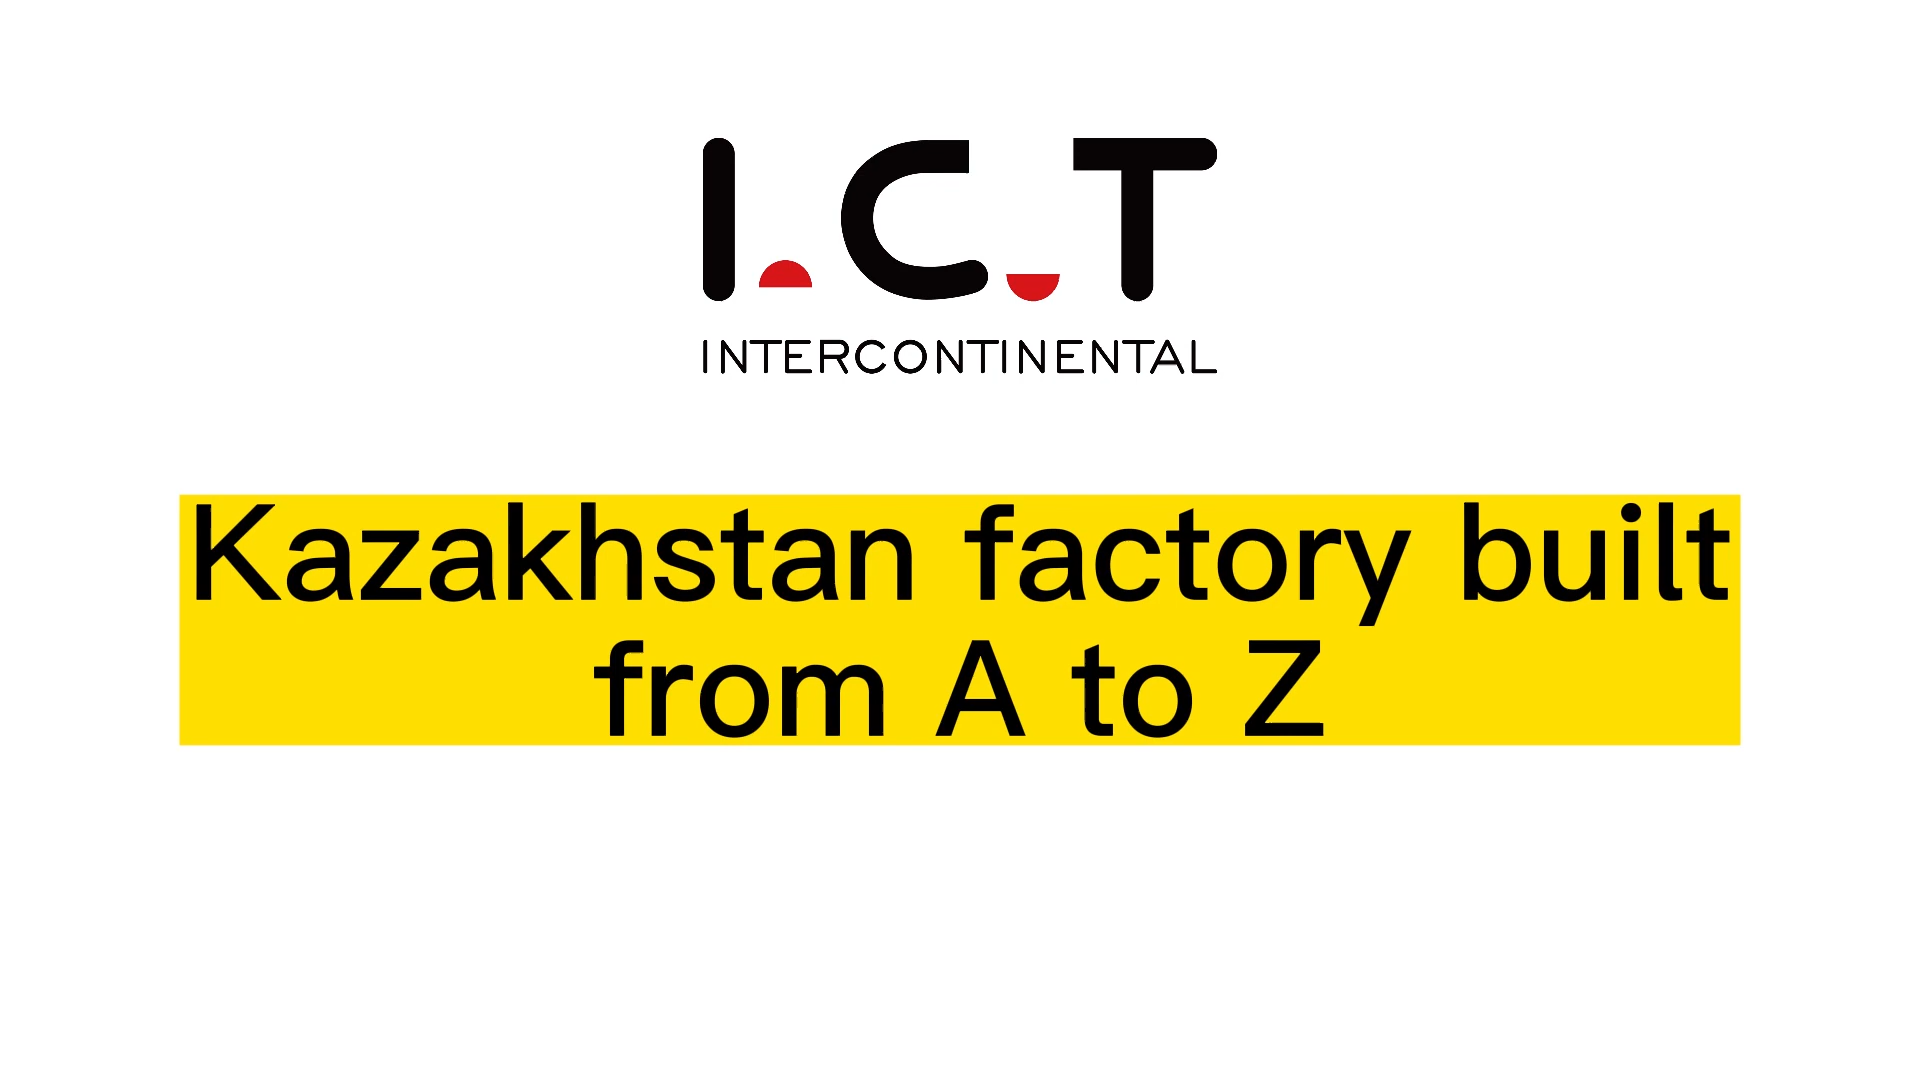 I.C.T
INTERCONTINENTAL
Kazakhstan factory built
from A to Z